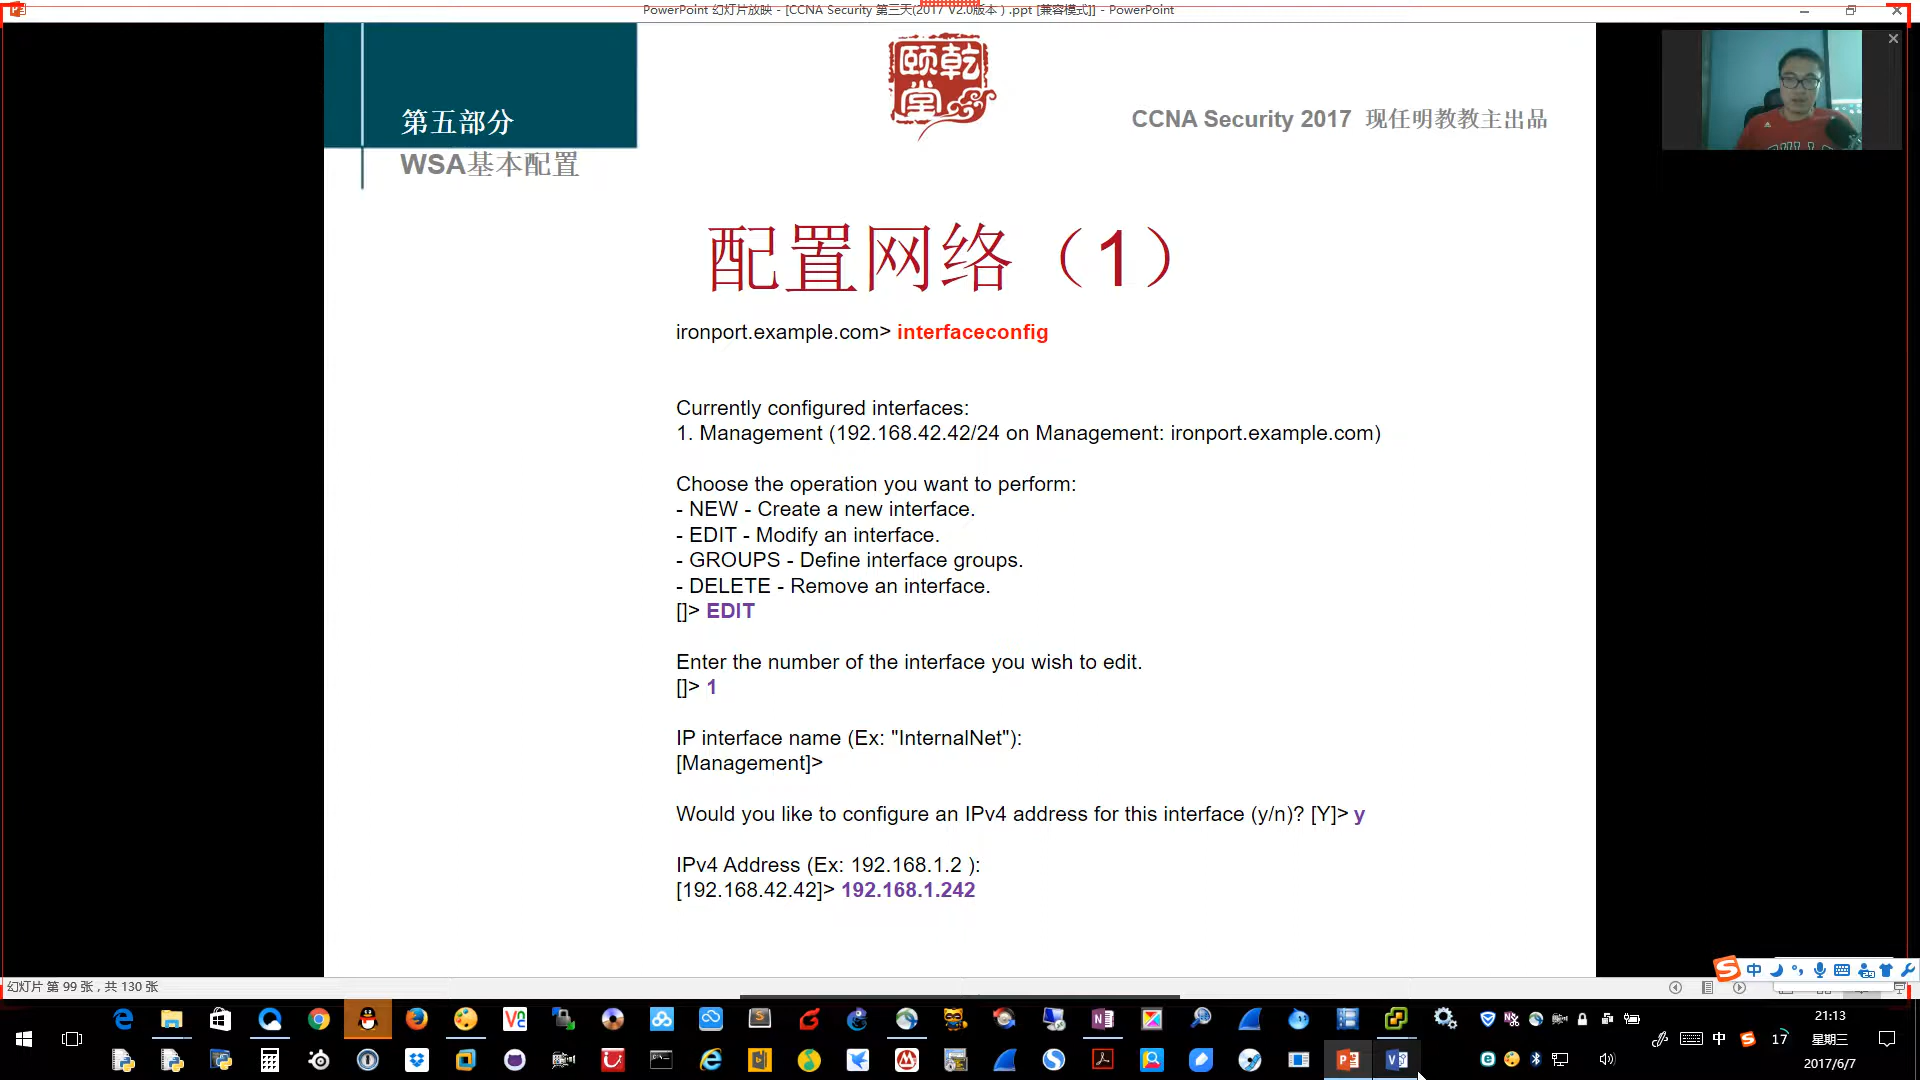 PowerPoint 幻灯片放映 - [CCNA Security 第三天(2017 V2.0版本 ) .ppt [兼容模式]] - PowerPoint
第五部分
WSA基本配置
颐乾堂
CCNA Security 2017 现任明教教主出品
配置网络（1）
ironport.example.com> interfaceconfig
Currently configured interfaces:
1. Management (192.168.42.42/24 on Management: ironport.example.com)
Choose the operation you want to perform:
- NEW - Create a new interface.
- EDIT - Modify an interface.
- GROUPS - Define interface groups.
- DELETE - Remove an interface.
[]> EDIT
Enter the number of the interface you wish to edit.
[]> 1
IP interface name (Ex: "InternalNet"):
[Management]>
Would you like to configure an IPv4 address for this interface (y/n)? [Y]> y
IPv4 Address (Ex: 192.168.1.2 ):
[192.168.42.42]> 192.168.1.242
幻灯片 第 99 张 , 共 130 张
中
21:13
中
17
星期三
2017/6/7